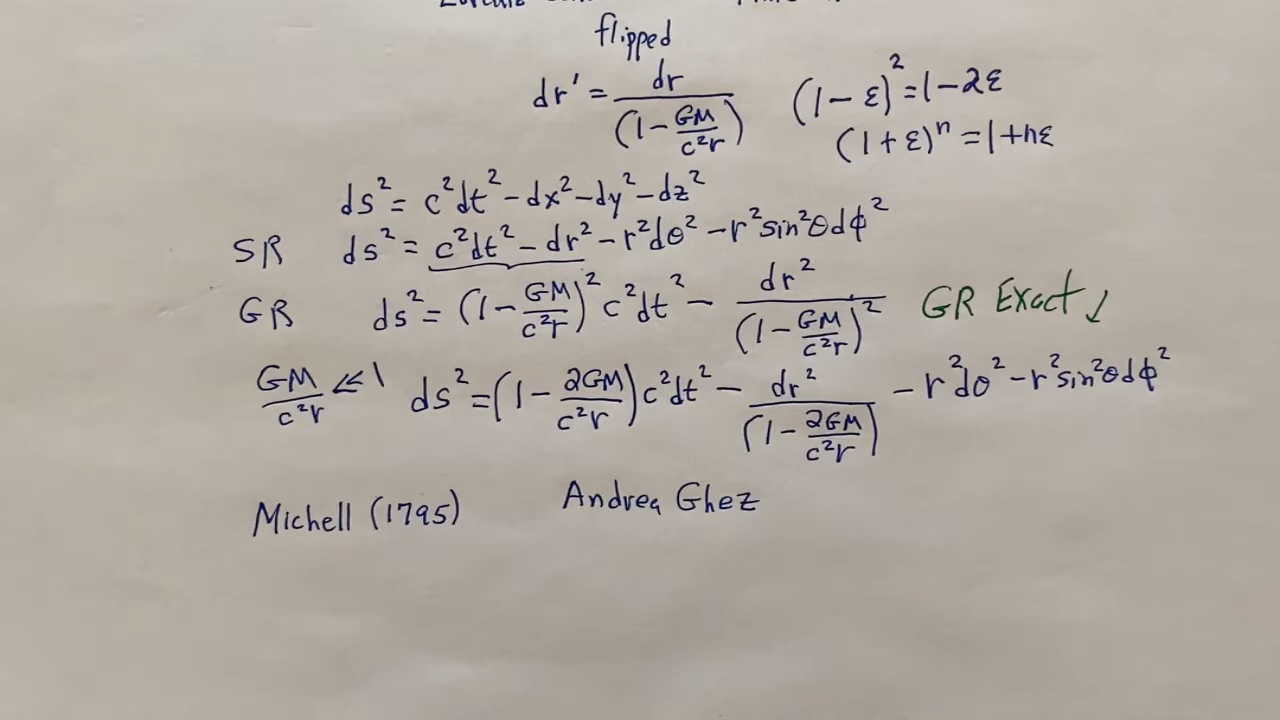 flipped
dr' = dr/(1 - GM/c²r) (1 - ε)² = 1 - 2ε
(1 + ε)ⁿ = 1 + nε
ds² = c²dt² - dx² - dy² - dz²
SR ds² = c²dt² - dr² - r²dθ² - r²sin²θdϕ²
GR ds² = (1 - GM/c²r)² c²dt² - dr²/(1 - GM/c²r)² GR Exact ↓
GM/c²r ≪ 1 ds² = (1 - 2GM/c²r) c²dt² - dr²/(1 - 2GM/c²r) - r²dθ² - r²sin²θdϕ²
Michell (1795) Andrea Ghez